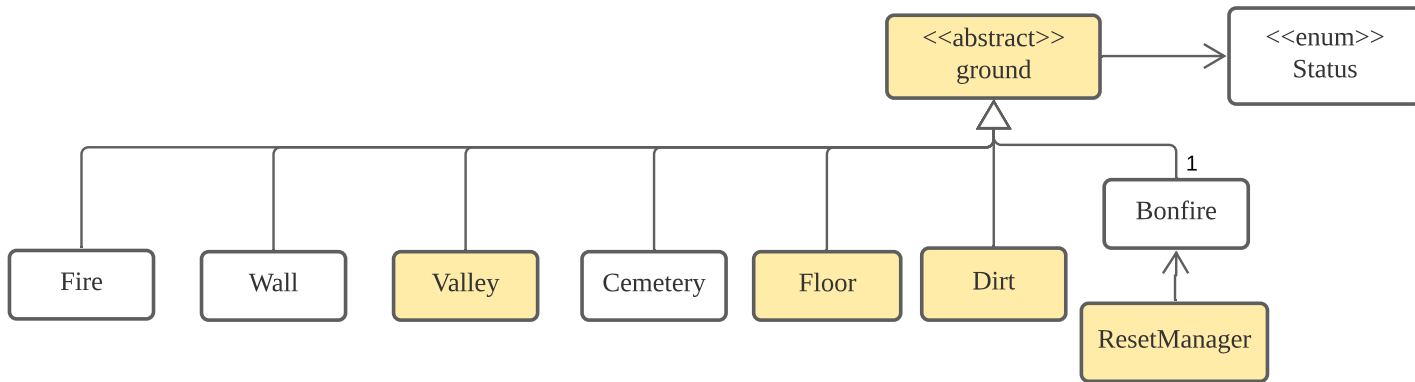 <<abstract>>
ground
<<enum>>
Status
1
Bonfire
Fire
Wall
Valley
Cemetery
Floor
Dirt
ResetManager